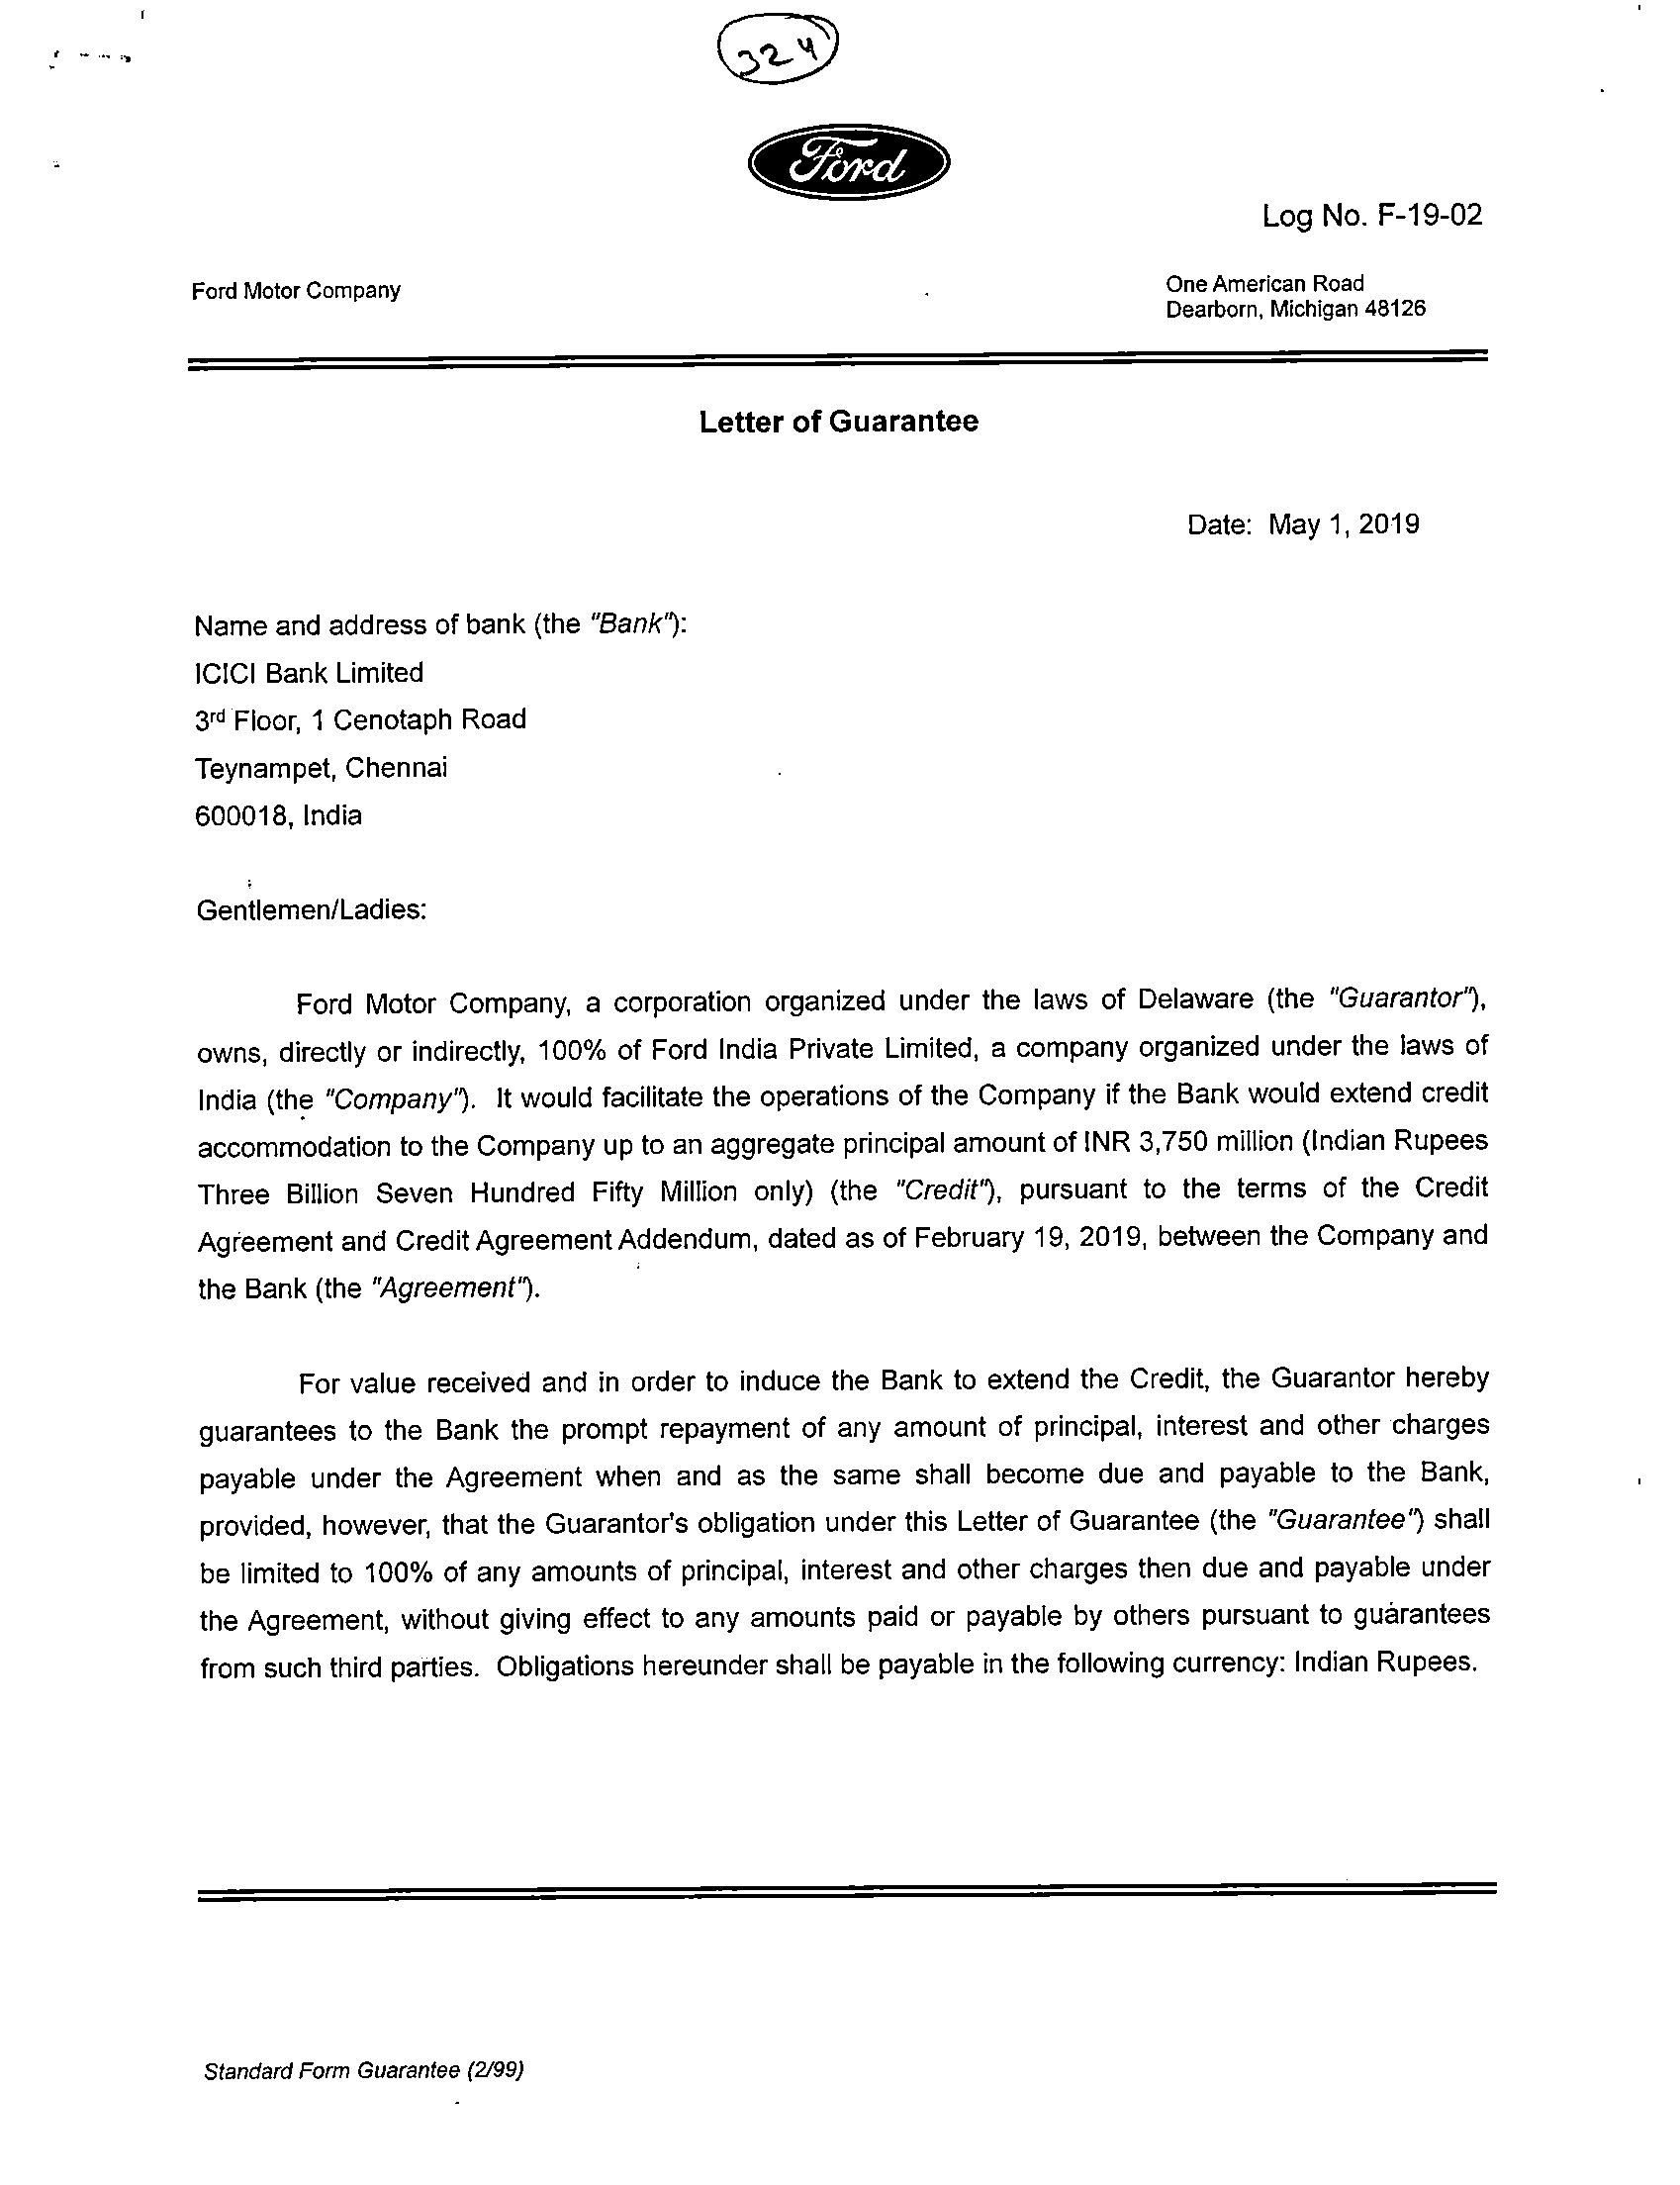 324
Ford
Log No. F-19-02
Ford Motor Company
One American Road
Dearborn, Michigan 48126
Letter of Guarantee
Date: May 1, 2019
Name and address of bank (the "Bank"):
ICICI Bank Limited
3rd Floor, 1 Cenotaph Road
Teynampet, Chennai
600018, India
Gentlemen/Ladies:
Ford Motor Company, a corporation organized under the laws of Delaware (the "Guarantor"),
owns, directly or indirectly, 100% of Ford India Private Limited, a company organized under the laws of
India (the "Company"). It would facilitate the operations of the Company if the Bank would extend credit
accommodation to the Company up to an aggregate principal amount of INR 3,750 million (Indian Rupees
Three Billion Seven Hundred Fifty Million only) (the "Credit"), pursuant to the terms of the Credit
Agreement and Credit Agreement Addendum, dated as of February 19, 2019, between the Company and
the Bank (the "Agreement").
For value received and in order to induce the Bank to extend the Credit, the Guarantor hereby
guarantees to the Bank the prompt repayment of any amount of principal, interest and other charges
payable under the Agreement when and as the same shall become due and payable to the Bank,
provided, however, that the Guarantor's obligation under this Letter of Guarantee (the "Guarantee") shall
be limited to 100% of any amounts of principal, interest and other charges then due and payable under
the Agreement, without giving effect to any amounts paid or payable by others pursuant to guarantees
from such third parties. Obligations hereunder shall be payable in the following currency: Indian Rupees.
Standard Form Guarantee (2/99)